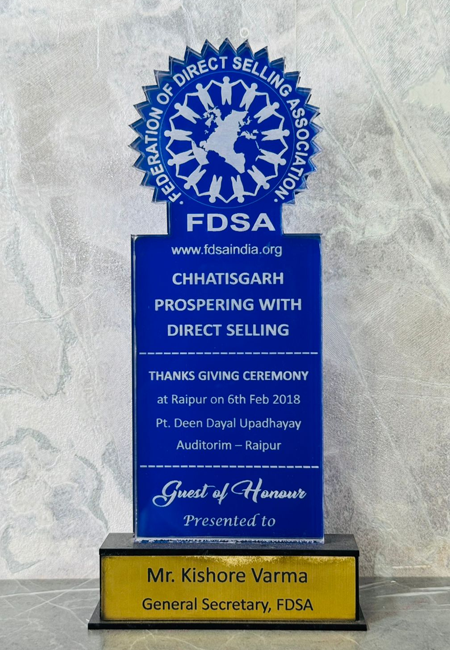 FEDERATION OF DIRECT SELLING ASSOCIATION
FDSA
www.fdsaindia.org
CHHATISGARH
PROSPERING WITH
DIRECT SELLING
THANKS GIVING CEREMONY
at Raipur on 6th Feb 2018
Pt. Deen Dayal Upadhayay
Auditorim – Raipur
Guest of Honour
Presented to
Mr. Kishore Varma
General Secretary, FDSA